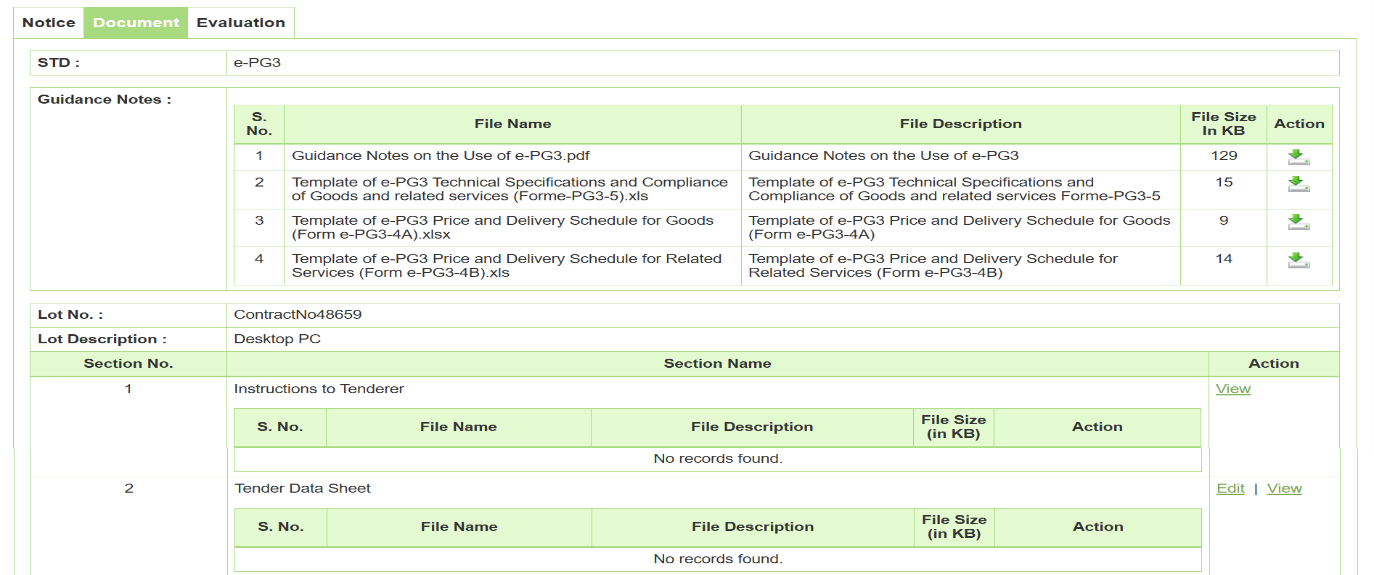 Notice Document Evaluation
STD : e-PG3
Guidance Notes :
S. No. File Name File Description File Size In KB Action
1 Guidance Notes on the Use of e-PG3.pdf Guidance Notes on the Use of e-PG3 129
2 Template of e-PG3 Technical Specifications and Compliance of Goods and related services (Forme-PG3-5).xls Template of e-PG3 Technical Specifications and Compliance of Goods and related services Forme-PG3-5 15
3 Template of e-PG3 Price and Delivery Schedule for Goods (Form e-PG3-4A).xlsx Template of e-PG3 Price and Delivery Schedule for Goods (Form e-PG3-4A) 9
4 Template of e-PG3 Price and Delivery Schedule for Related Services (Form e-PG3-4B).xls Template of e-PG3 Price and Delivery Schedule for Related Services (Form e-PG3-4B) 14
Lot No. : ContractNo48659
Lot Description : Desktop PC
Section No. Section Name Action
1 Instructions to Tenderer View
S. No. File Name File Description File Size (in KB) Action
No records found.
2 Tender Data Sheet Edit | View
S. No. File Name File Description File Size (in KB) Action
No records found.